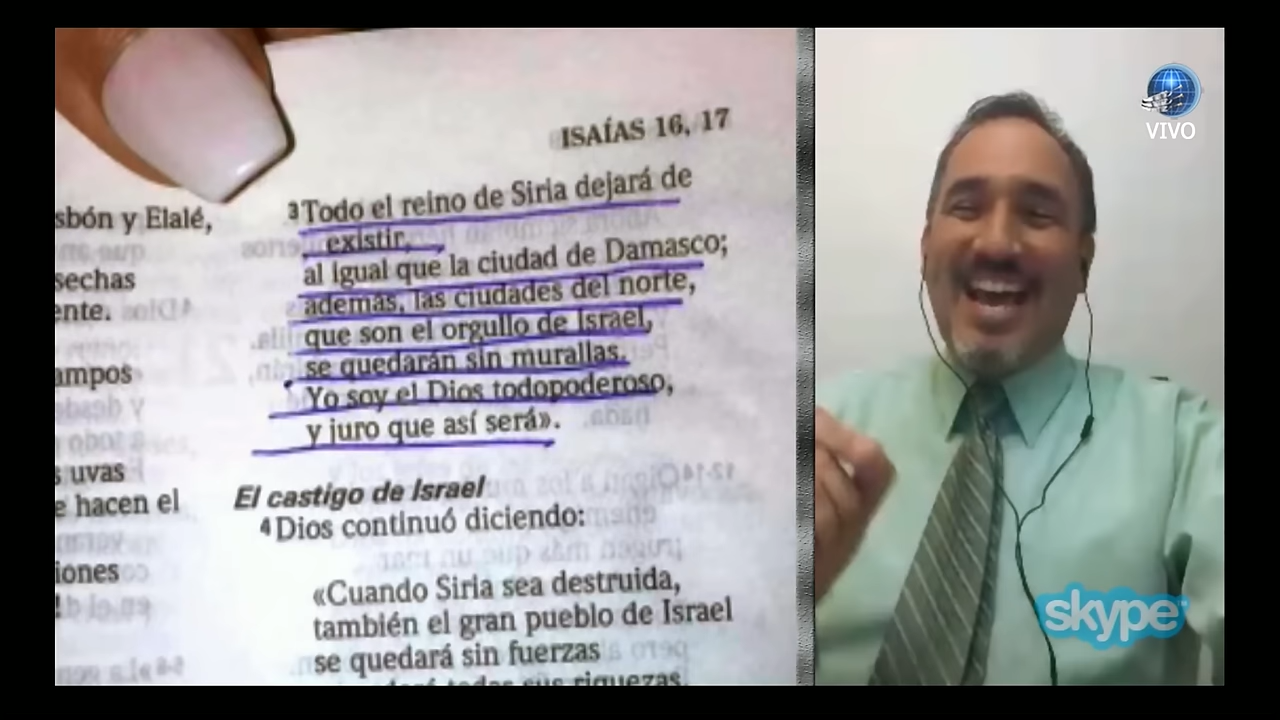 ISAÍAS 16, 17
sbón y Elalé,
sechas
ente.
ampos
s uvas
e hacen el
iones
3 Todo el reino de Siria dejará de
existir,
al igual que la ciudad de Damasco;
además, las ciudades del norte,
que son el orgullo de Israel,
se quedarán sin murallas.
Yo soy el Dios todopoderoso,
y juro que así será».
El castigo de Israel
4 Dios continuó diciendo:
«Cuando Siria sea destruida,
también el gran pueblo de Israel
se quedará sin fuerzas
todas sus riquezas.
VIVO
skype